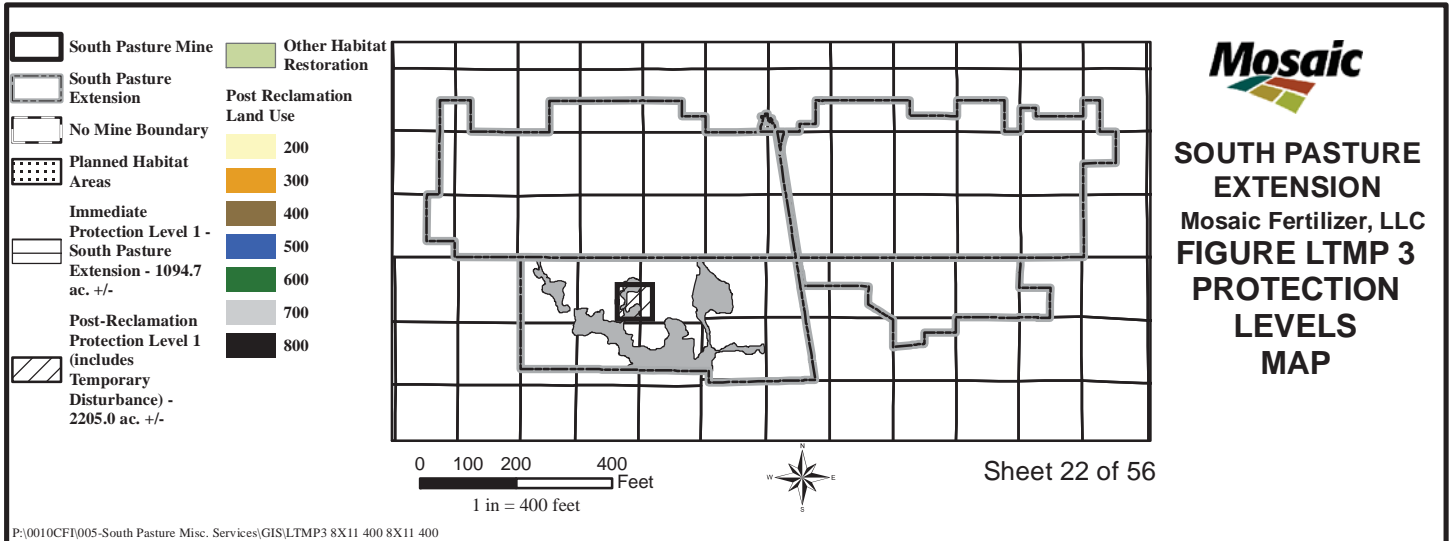 South Pasture Mine
South Pasture
Extension
No Mine Boundary
Planned Habitat
Areas
Immediate
Protection Level 1 -
South Pasture
Extension - 1094.7
ac. +/-
Post-Reclamation
Protection Level 1
(includes
Temporary
Disturbance) -
2205.0 ac. +/-
Other Habitat
Restoration
Post Reclamation
Land Use
200
300
400
500
600
700
800
0 100 200 400
Feet
1 in = 400 feet
N
W E
S
Sheet 22 of 56
Mosaic
SOUTH PASTURE
EXTENSION
Mosaic Fertilizer, LLC
FIGURE LTMP 3
PROTECTION
LEVELS
MAP
P:\0010CFI\005-South Pasture Misc. Services\GIS\LTMP3 8X11 400 8X11 400